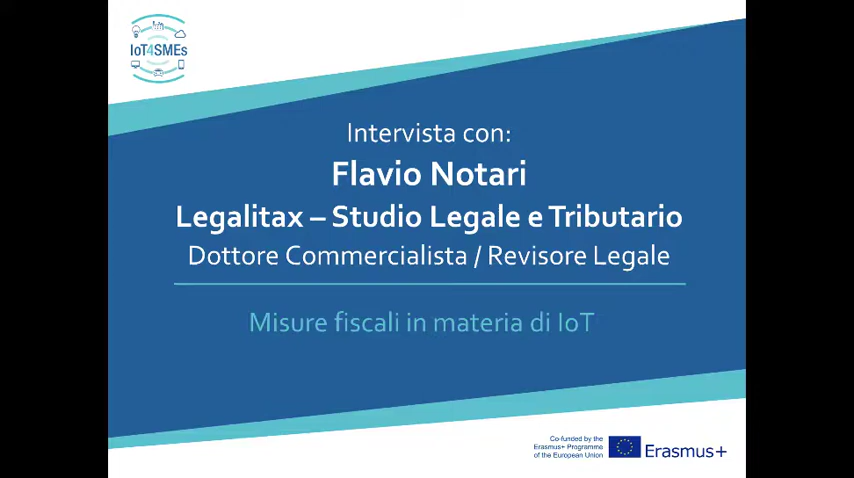 IoT4SMEs
Intervista con:
Flavio Notari
Legalitax – Studio Legale e Tributario
Dottore Commercialista / Revisore Legale
Misure fiscali in materia di IoT
Co-funded by the
Erasmus+ Programme
of the European Union
Erasmus+